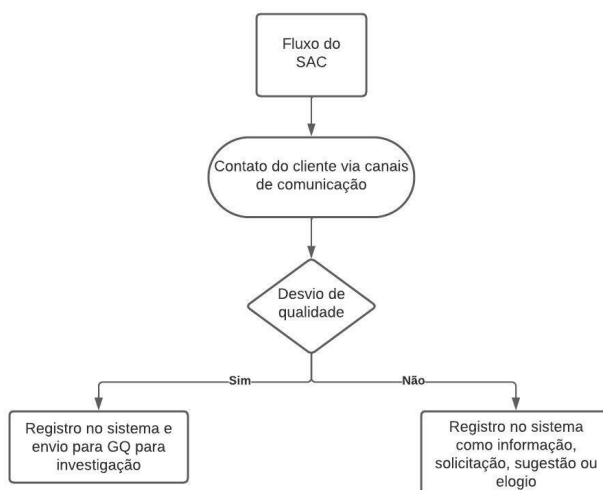 Fluxo do
SAC
Contato do cliente via canais
de comunicação
Desvio de
qualidade
Sim
Não
Registro no sistema e
envio para GQ para
investigação
Registro no sistema
como informação,
solicitação, sugestão ou
elogio